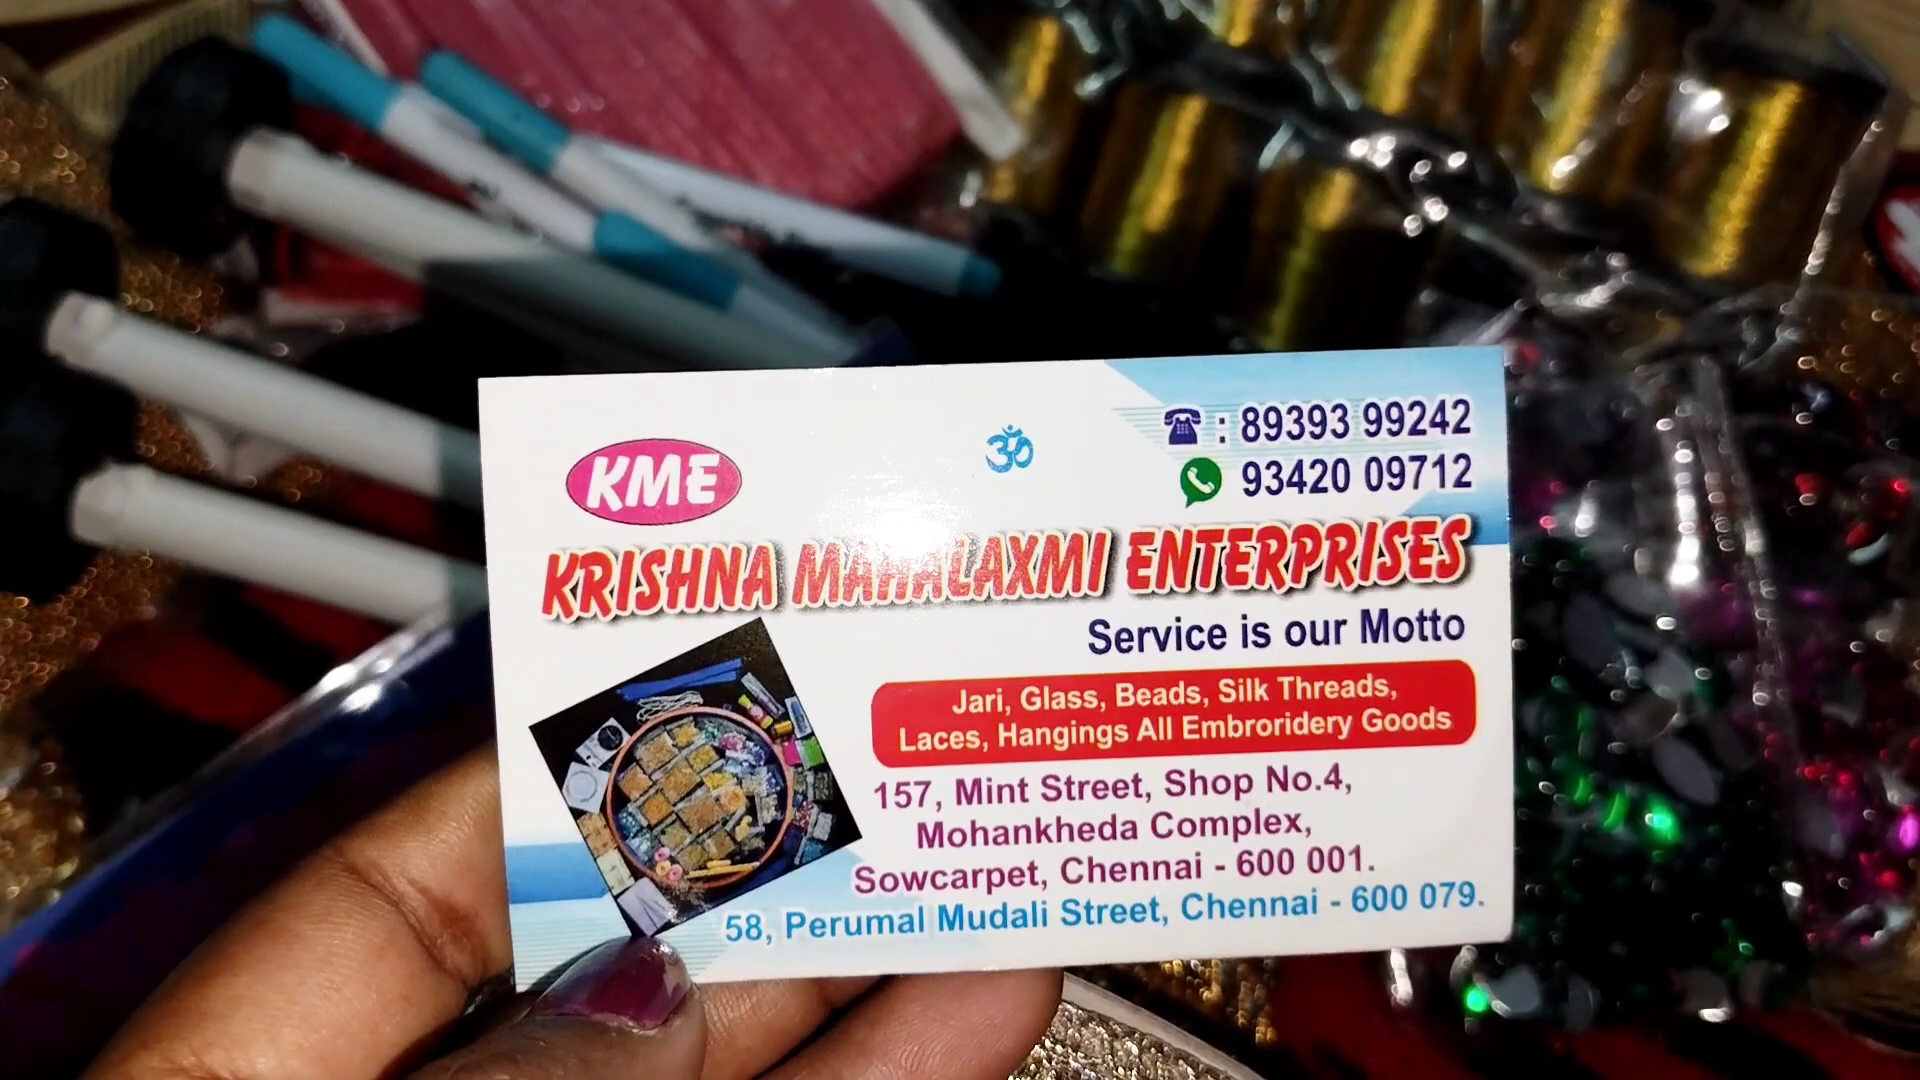 KME
ॐ
: 89393 99242
93420 09712
KRISHNA MAHALAXMI ENTERPRISES
Service is our Motto
Jari, Glass, Beads, Silk Threads,
Laces, Hangings All Embroridery Goods
157, Mint Street, Shop No.4,
Mohankheda Complex,
Sowcarpet, Chennai - 600 001.
58, Perumal Mudali Street, Chennai - 600 079.